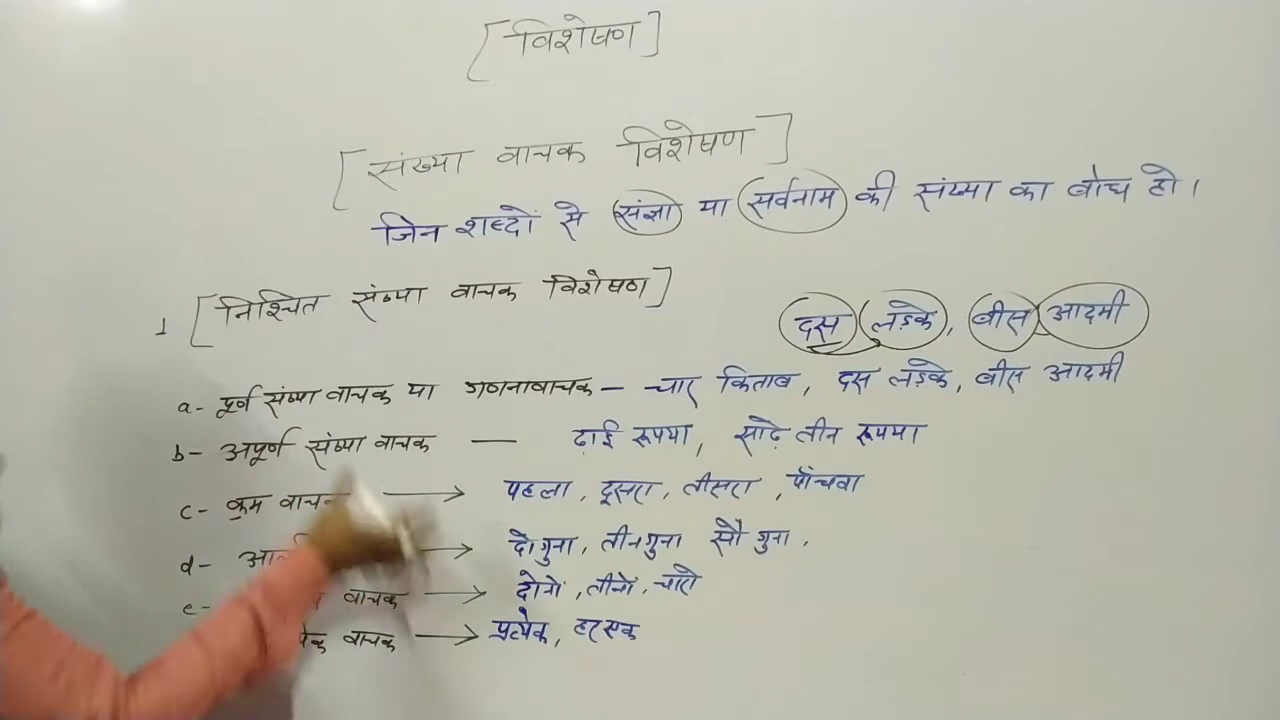 [विशेषण]
[संख्या वाचक विशेषण]
जिन शब्दों से संज्ञा या सर्वनाम की संख्या का बोध हो।
1 [निश्चित संख्या वाचक विशेषण]
दस लड़के, बीस आदमी
a- पूर्ण संख्या वाचक या गणनावाचक – चार किताब, दस लड़के, बीस आदमी
b- अपूर्ण संख्या वाचक — ढ़ाई रूपया, साढ़े तीन रूपया
c- क्रम वाचक → पहला, दूसरा, तीसरा, पाँचवा
d- → दोगुना, तीनगुना सौ गुना,
e- वाचक → दोनों, तीनों, चारो
वाचक → प्रत्येक, हरएक